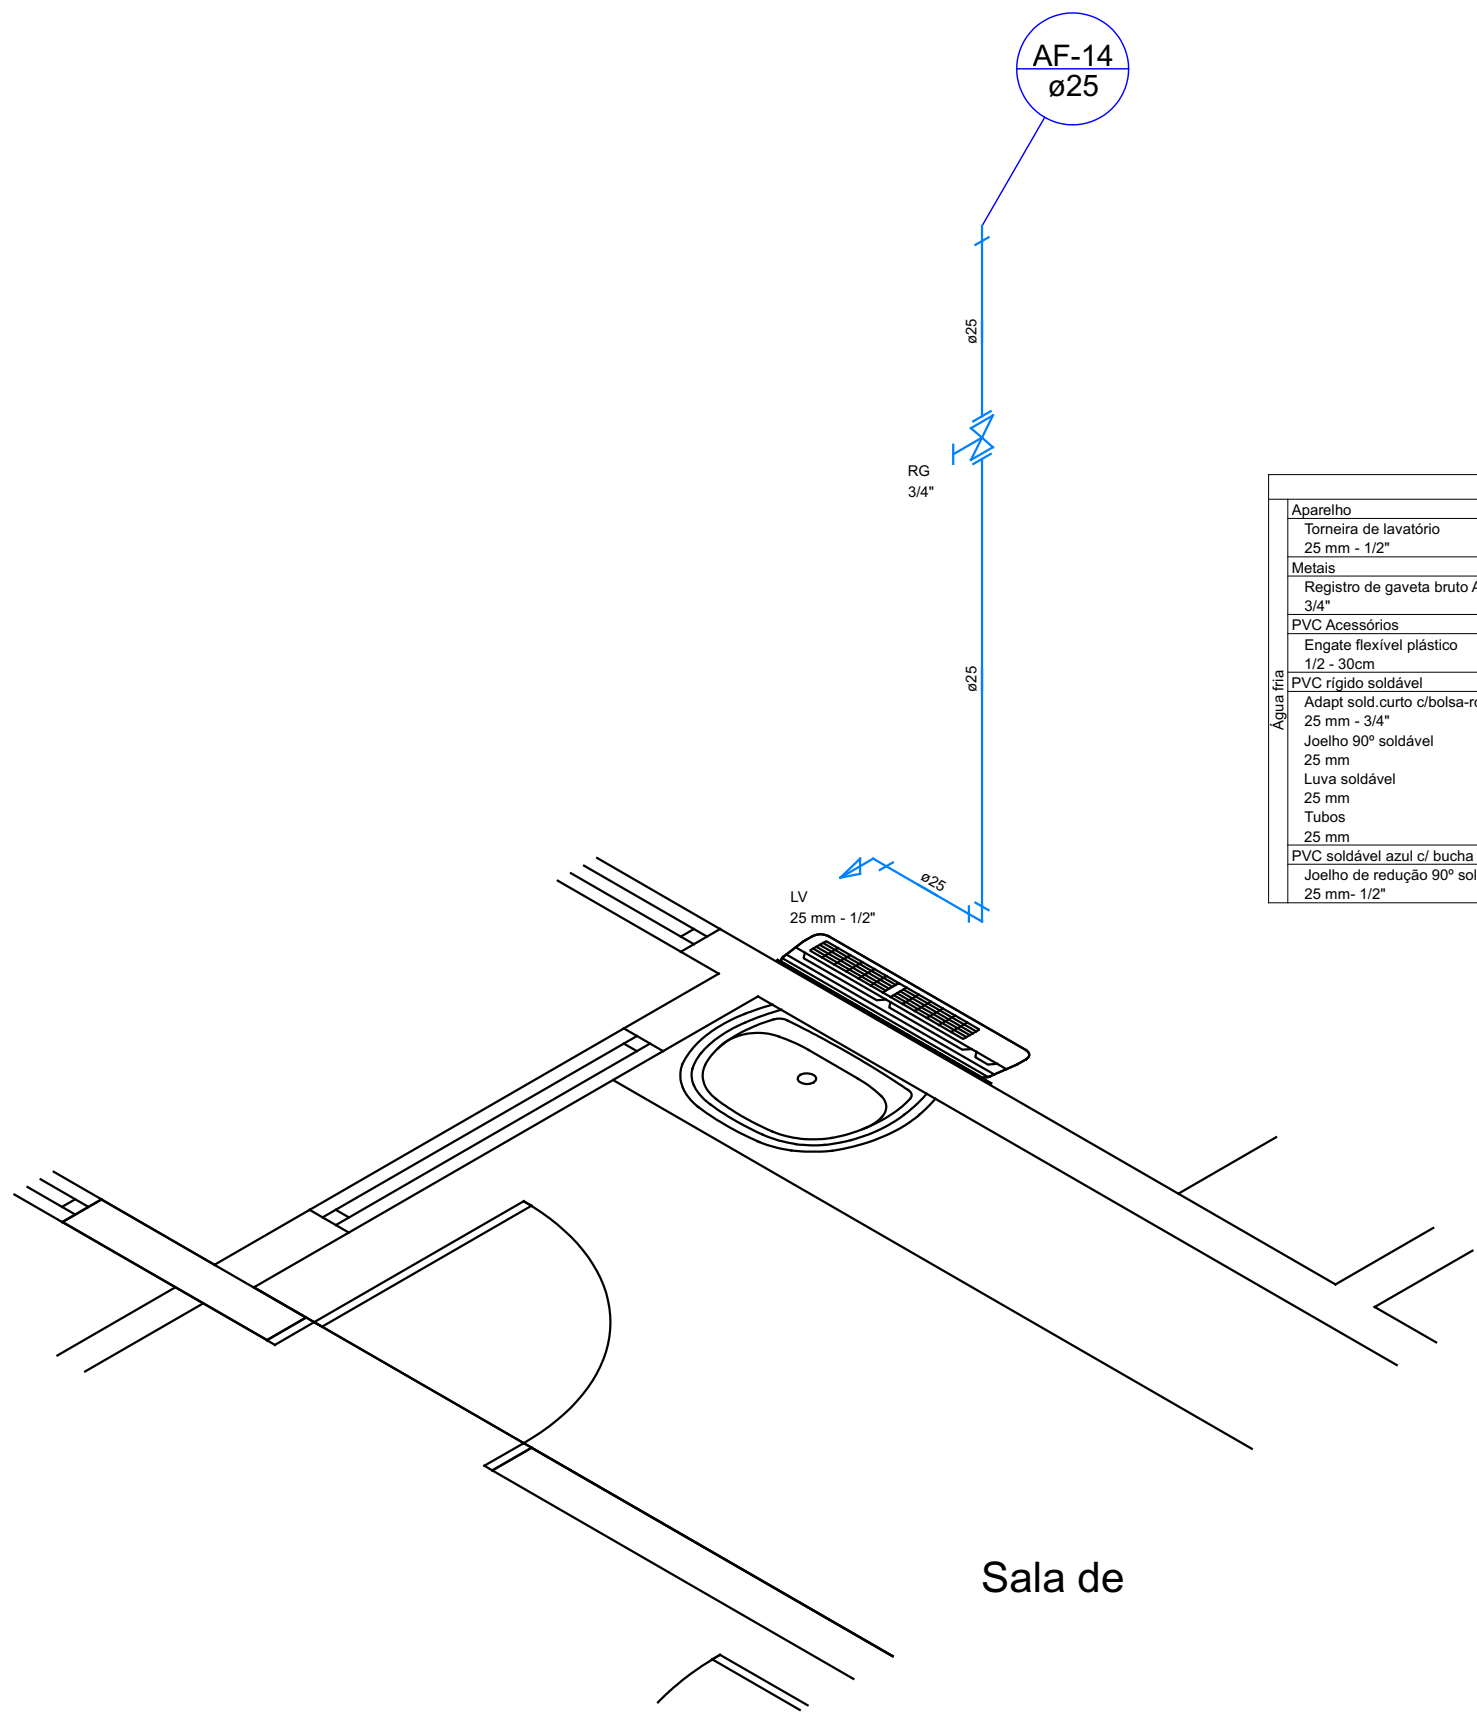 AF-14
ø25
ø25
RG
3/4"
ø25
ø25
LV
25 mm - 1/2"
Água fria
Aparelho
Torneira de lavatório
25 mm - 1/2"
Metais
Registro de gaveta bruto
3/4"
PVC Acessórios
Engate flexível plástico
1/2 - 30cm
PVC rígido soldável
Adapt sold.curto
25 mm - 3/4"
Joelho 90º soldável
25 mm
Luva soldável
25 mm
Tubos
25 mm
PVC soldável azul c/ bucha
Joelho de redução 90º
25 mm- 1/2"
Sala de